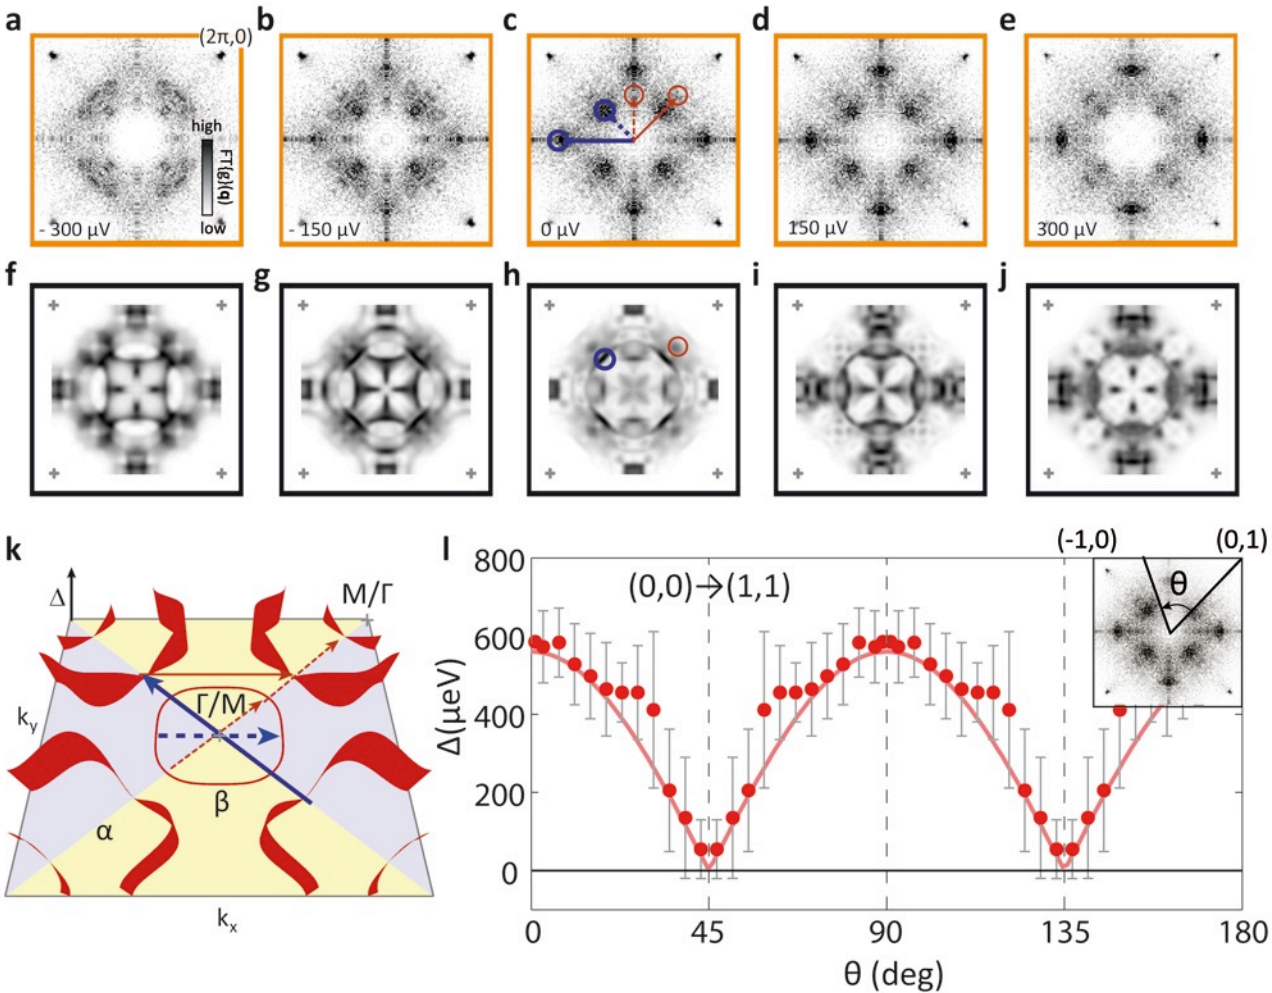 a b c d e
(2π,0)
high
FT(g)(q)
low
- 300 µV
- 150 µV
0 µV
150 µV
300 µV
f g h i j
k
Δ
M/Γ
Γ/M
k_y
β
α
k_x
l
(0,0)→(1,1)
(-1,0)
(0,1)
θ
Δ(µeV)
800
600
400
200
0
0 45 90 135 180
θ (deg)